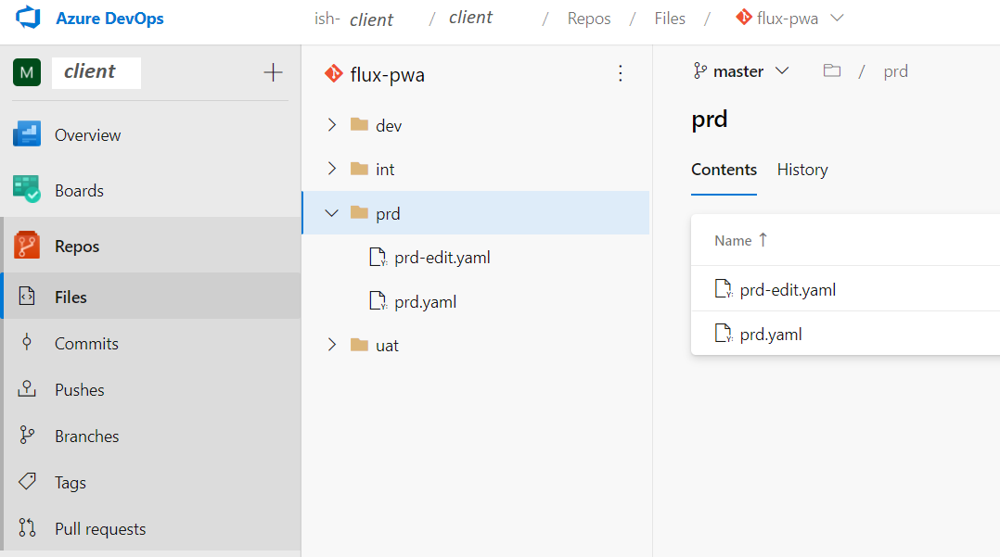 Azure DevOps
ish- client / client / Repos / Files / flux-pwa
M client
Overview
Boards
Repos
Files
Commits
Pushes
Branches
Tags
Pull requests
flux-pwa
dev
int
prd
prd-edit.yaml
prd.yaml
uat
master / prd
prd
Contents History
Name ↑
prd-edit.yaml
prd.yaml